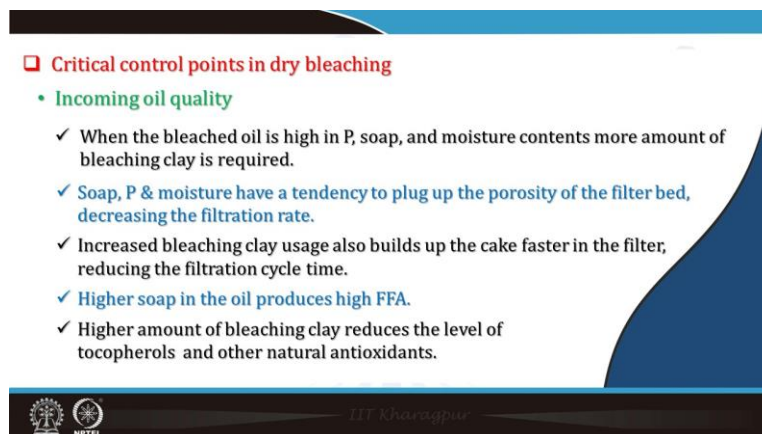 Critical control points in dry bleaching
• Incoming oil quality
✓ When the bleached oil is high in P, soap, and moisture contents more amount of
bleaching clay is required.
✓ Soap, P & moisture have a tendency to plug up the porosity of the filter bed,
decreasing the filtration rate.
✓ Increased bleaching clay usage also builds up the cake faster in the filter,
reducing the filtration cycle time.
✓ Higher soap in the oil produces high FFA.
✓ Higher amount of bleaching clay reduces the level of
tocopherols and other natural antioxidants.
IIT Kharagpur
NPTEL